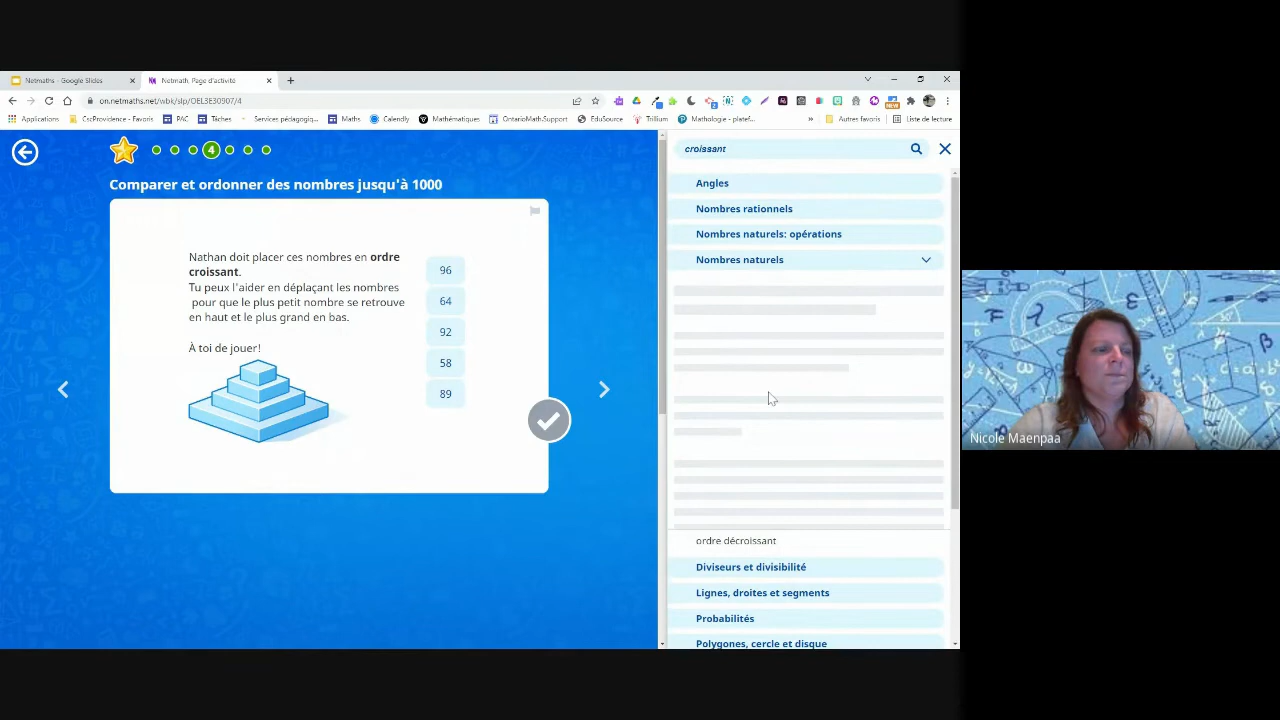 Netmaths - Google Slides
Netmath, Page d'activité
on.netmaths.net/wbk/slp/OEL3E30907/4
Applications
CscProvidence - Favoris
PAC
Tâches
Services pédagogiq...
Maths
Calendly
Mathématiques
OntarioMath.Support
EduSource
Trillium
Mathologie - platef...
»
Autres favoris
Liste de lecture
4
Comparer et ordonner des nombres jusqu'à 1000
Nathan doit placer ces nombres en ordre
croissant.
Tu peux l'aider en déplaçant les nombres
pour que le plus petit nombre se retrouve
en haut et le plus grand en bas.
À toi de jouer!
96
64
92
58
89
croissant
Angles
Nombres rationnels
Nombres naturels: opérations
Nombres naturels
ordre décroissant
Diviseurs et divisibilité
Lignes, droites et segments
Probabilités
Polygones, cercle et disque
Nicole Maenpaa